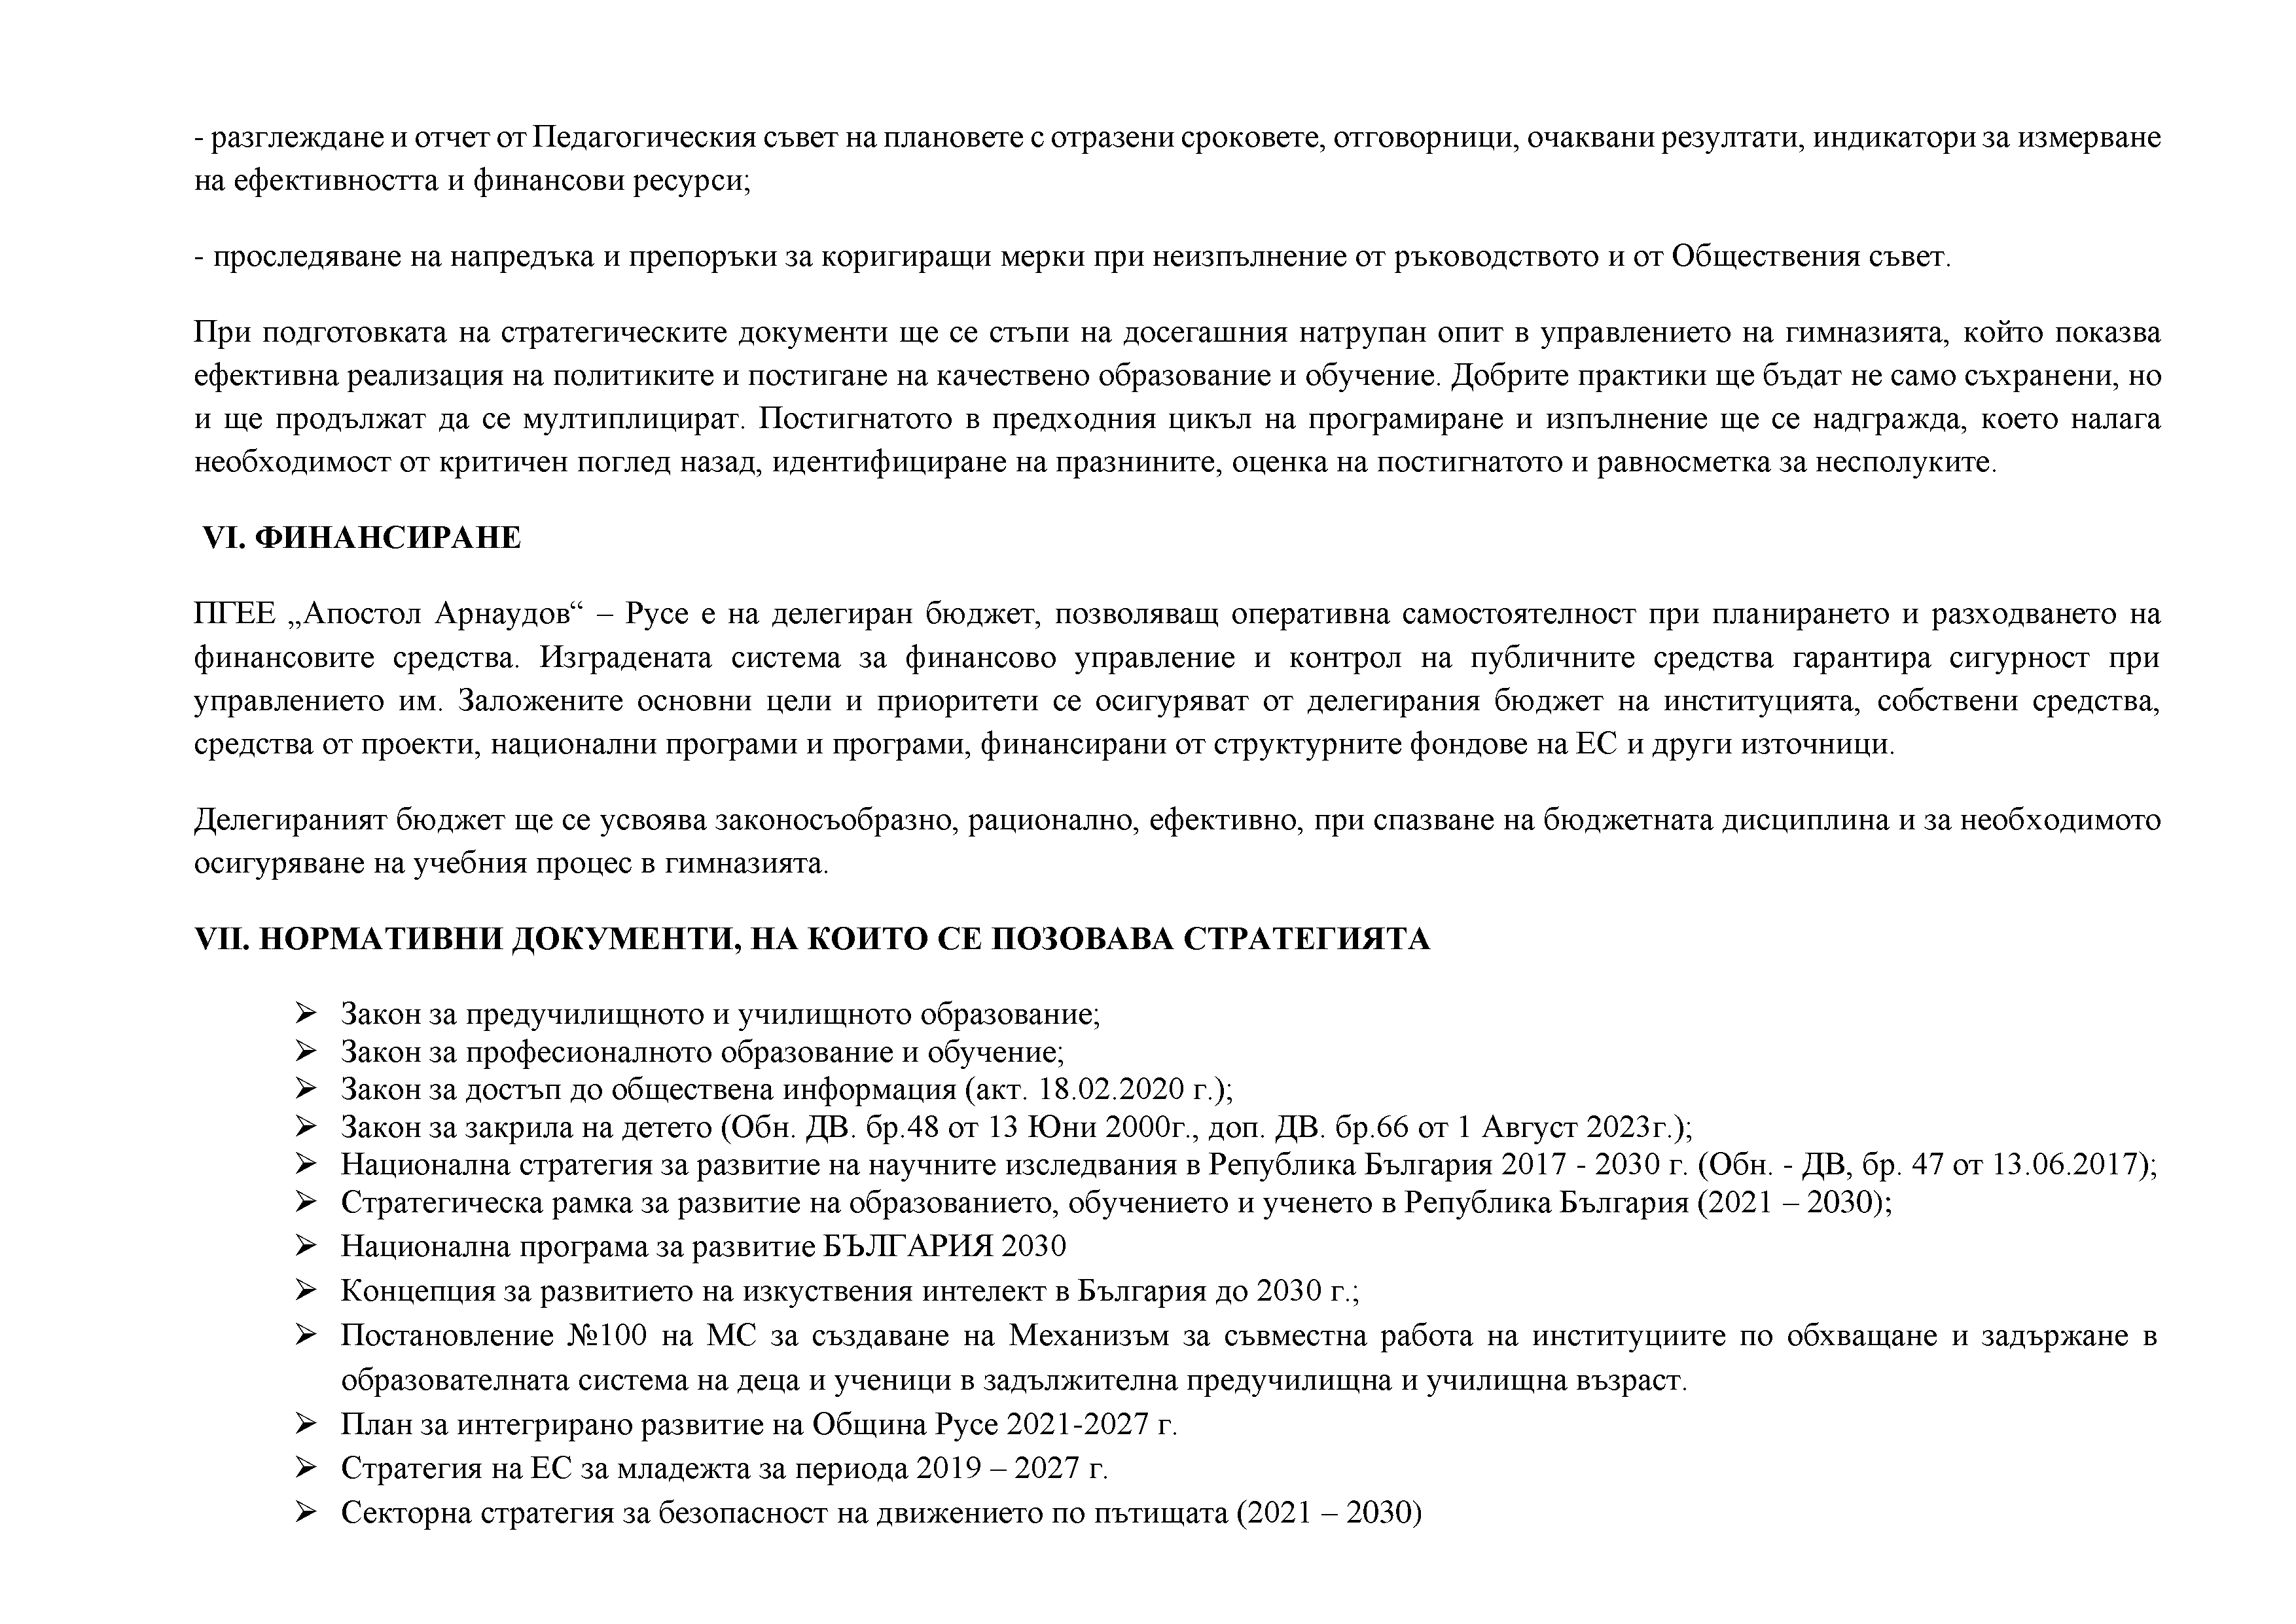 - разглеждане и отчет от Педагогическия съвет на плановете с отразени сроковете, отговорници, очаквани резултати, индикатори за измерване
на ефективността и финансови ресурси;
- проследяване на напредъка и препоръки за коригиращи мерки при неизпълнение от ръководството и от Обществения съвет.
При подготовката на стратегическите документи ще се стъпи на досегашния натрупан опит в управлението на гимназията, който показва
ефективна реализация на политиките и постигане на качествено образование и обучение. Добрите практики ще бъдат не само съхранени, но
и ще продължат да се мултиплицират. Постигнатото в предходния цикъл на програмиране и изпълнение ще се надгражда, което налага
необходимост от критичен поглед назад, идентифициране на празнините, оценка на постигнатото и равносметка за несполуките.
VI. ФИНАНСИРАНЕ
ПГЕЕ „Апостол Арнаудов“ – Русе е на делегиран бюджет, позволяващ оперативна самостоятелност при планирането и разходването на
финансовите средства. Изградената система за финансово управление и контрол на публичните средства гарантира сигурност при
управлението им. Заложените основни цели и приоритети се осигуряват от делегирания бюджет на институцията, собствени средства,
средства от проекти, национални програми и програми, финансирани от структурните фондове на ЕС и други източници.
Делегираният бюджет ще се усвоява законосъобразно, рационално, ефективно, при спазване на бюджетната дисциплина и за необходимото
осигуряване на учебния процес в гимназията.
VII. НОРМАТИВНИ ДОКУМЕНТИ, НА КОИТО СЕ ПОЗОВАВА СТРАТЕГИЯТА
➢ Закон за предучилищното и училищното образование;
➢ Закон за професионалното образование и обучение;
➢ Закон за достъп до обществена информация (акт. 18.02.2020 г.);
➢ Закон за закрила на детето (Обн. ДВ. бр.48 от 13 Юни 2000г., доп. ДВ. бр.66 от 1 Август 2023г.);
➢ Национална стратегия за развитие на научните изследвания в Република България 2017 - 2030 г. (Обн. - ДВ, бр. 47 от 13.06.2017);
➢ Стратегическа рамка за развитие на образованието, обучението и ученето в Република България (2021 – 2030);
➢ Национална програма за развитие БЪЛГАРИЯ 2030
➢ Концепция за развитието на изкуствения интелект в България до 2030 г.;
➢ Постановление №100 на МС за създаване на Механизъм за съвместна работа на институциите по обхващане и задържане в
образователната система на деца и ученици в задължителна предучилищна и училищна възраст.
➢ План за интегрирано развитие на Община Русе 2021-2027 г.
➢ Стратегия на ЕС за младежта за периода 2019 – 2027 г.
➢ Секторна стратегия за безопасност на движението по пътищата (2021 – 2030)